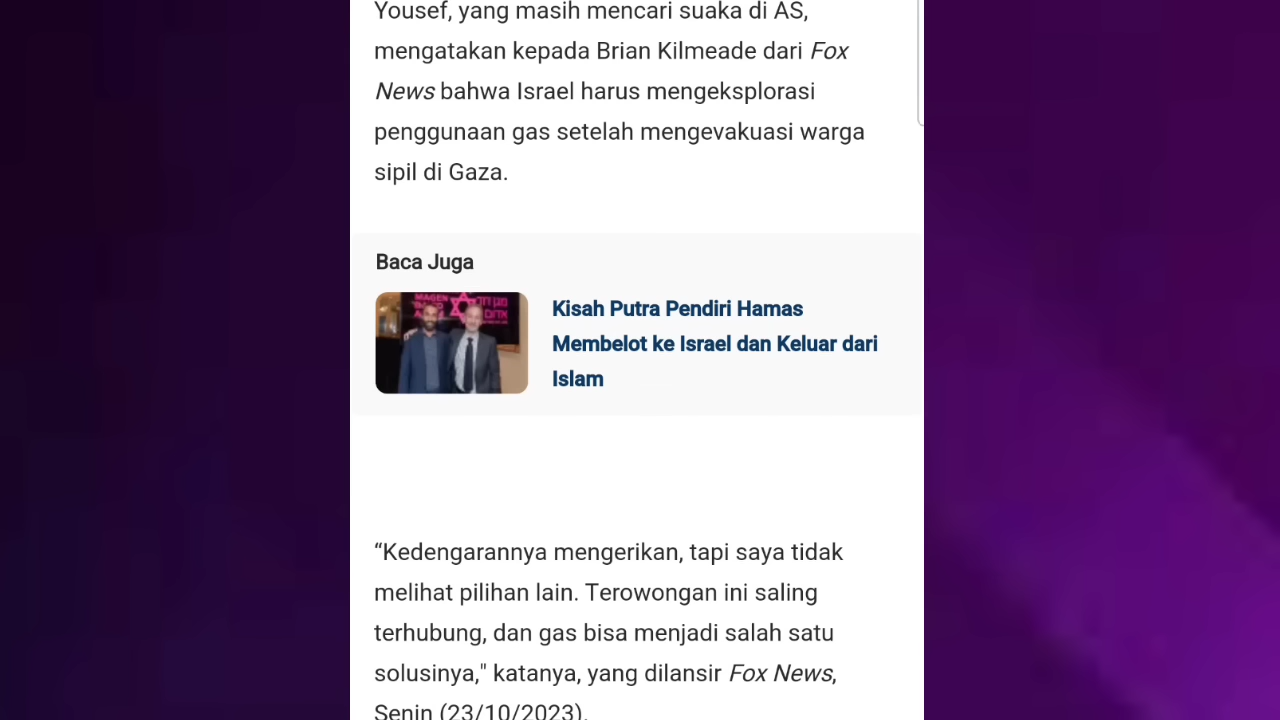 Yousef, yang masih mencari suaka di AS,
mengatakan kepada Brian Kilmeade dari Fox
News bahwa Israel harus mengeksplorasi
penggunaan gas setelah mengevakuasi warga
sipil di Gaza.
Baca Juga
MAGEN
Kisah Putra Pendiri Hamas
Membelot ke Israel dan Keluar dari
Islam
“Kedengarannya mengerikan, tapi saya tidak
melihat pilihan lain. Terowongan ini saling
terhubung, dan gas bisa menjadi salah satu
solusinya," katanya, yang dilansir Fox News,
Senin (23/10/2023).